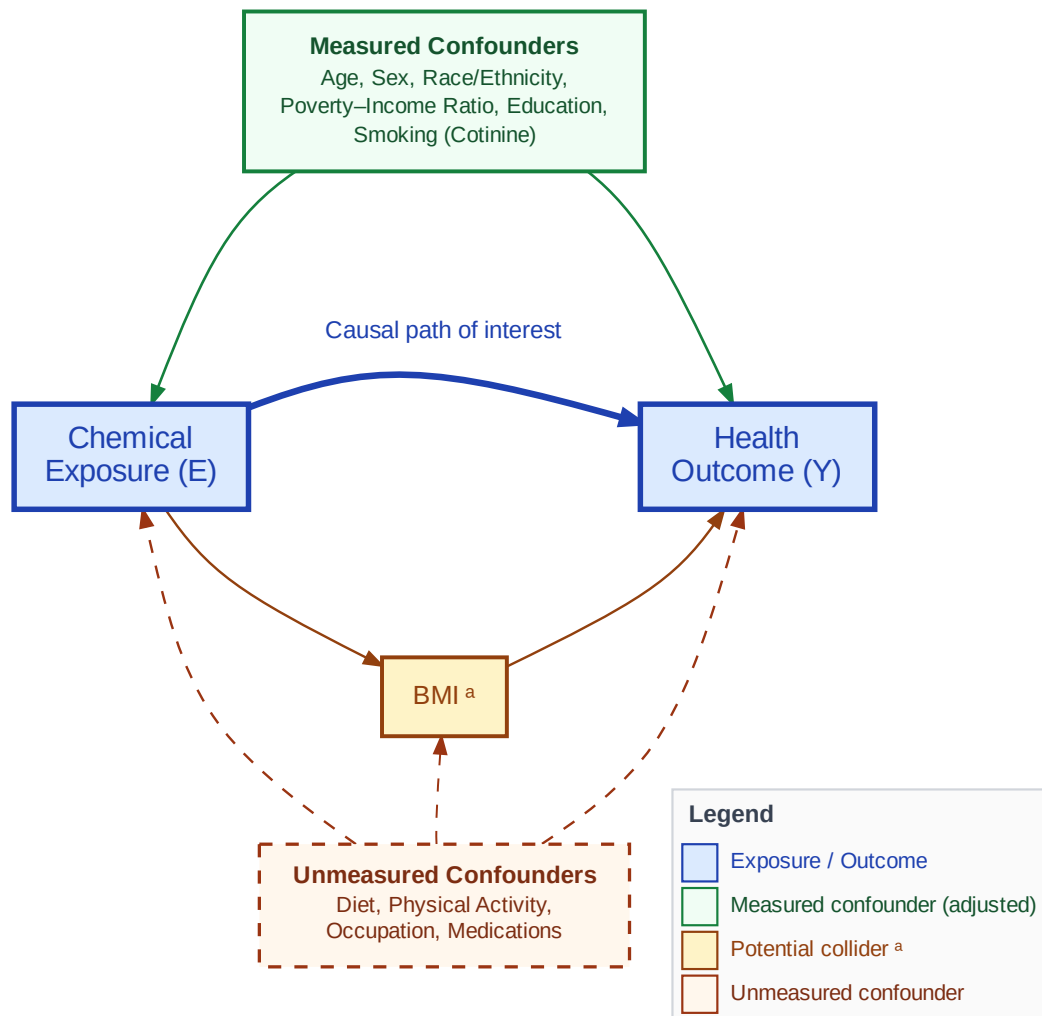 Measured Confounders
Age, Sex, Race/Ethnicity,
Poverty–Income Ratio, Education,
Smoking (Cotinine)
Causal path of interest
Chemical
Exposure (E)
Health
Outcome (Y)
BMI ᵃ
Unmeasured Confounders
Diet, Physical Activity,
Occupation, Medications
Legend
Exposure / Outcome
Measured confounder (adjusted)
Potential collider ᵃ
Unmeasured confounder